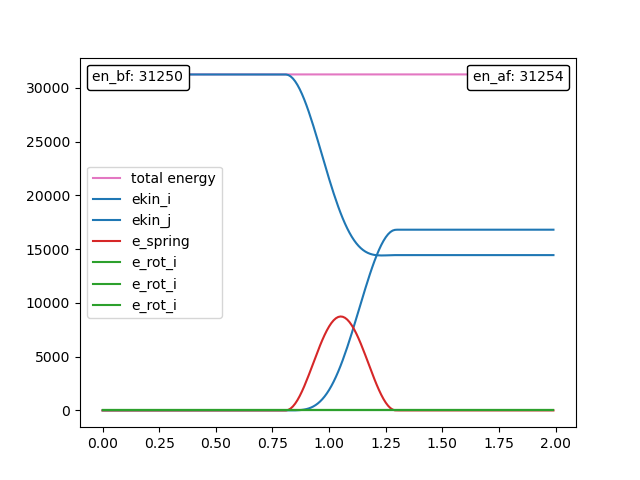 en_bf: 31250
en_af: 31254
30000
25000
20000
15000
10000
5000
0
total energy
ekin_i
ekin_j
e_spring
e_rot_i
e_rot_i
e_rot_i
0.00 0.25 0.50 0.75 1.00 1.25 1.50 1.75 2.00